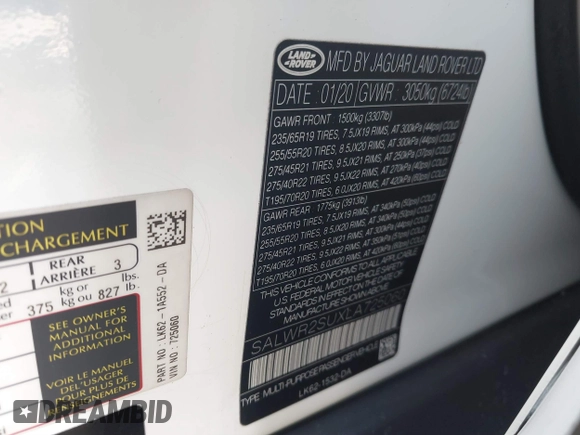 LAND
ROVER
MFD BY JAGUAR LAND ROVER LTD
DATE : 01/20 GVWR : 3050kg (6724lb)
GAWR FRONT 1500kg (3307lb)
235/65R19 TIRES, 7.5JX19 RIMS, AT 300kPa (44psi) COLD
255/55R20 TIRES, 8.5JX20 RIMS, AT 300kPa (44psi) COLD
275/45R21 TIRES, 9.5JX21 RIMS, AT 250kPa (37psi) COLD
275/40R22 TIRES, 9.5JX22 RIMS, AT 270kPa (40psi) COLD
T195/70R20 TIRES, 6.0JX20 RIMS, AT 420kPa (60psi) COLD
GAWR REAR 1775kg (3913lb)
235/65R19 TIRES, 7.5JX19 RIMS, AT 340kPa (50psi) COLD
255/55R20 TIRES, 8.5JX20 RIMS, AT 340kPa (50psi) COLD
275/45R21 TIRES, 9.5JX21 RIMS, AT 300kPa (44psi) COLD
275/40R22 TIRES, 9.5JX22 RIMS, AT 350kPa COLD
T195/70R20 TIRES, 6.0JX20 RIMS, AT 420kPa (60psi) COLD
THIS VEHICLE CONFORMS TO ALL APPLICABLE
U.S. FEDERAL MOTOR VEHICLE SAFETY STANDARDS
IN EFFECT ON THE DATE OF MANUFACTURE
SHOWN ABOVE.
SALWR2SUXLA725060
TYPE: MULTI-PURPOSE PASSENGER VEHICLE
LK62-1532-DA
TION
CHARGEMENT
2 REAR ARRIÈRE 3
375 kg or kg ou 827 lbs. lb.
SEE OWNER'S
MANUAL FOR
ADDITIONAL
INFORMATION
VOIR LE MANUEL
DE L'USAGER
POUR PLUS DE
PART NO: LK62-1A552-DA
VIN NO: 725060
DREAMBID